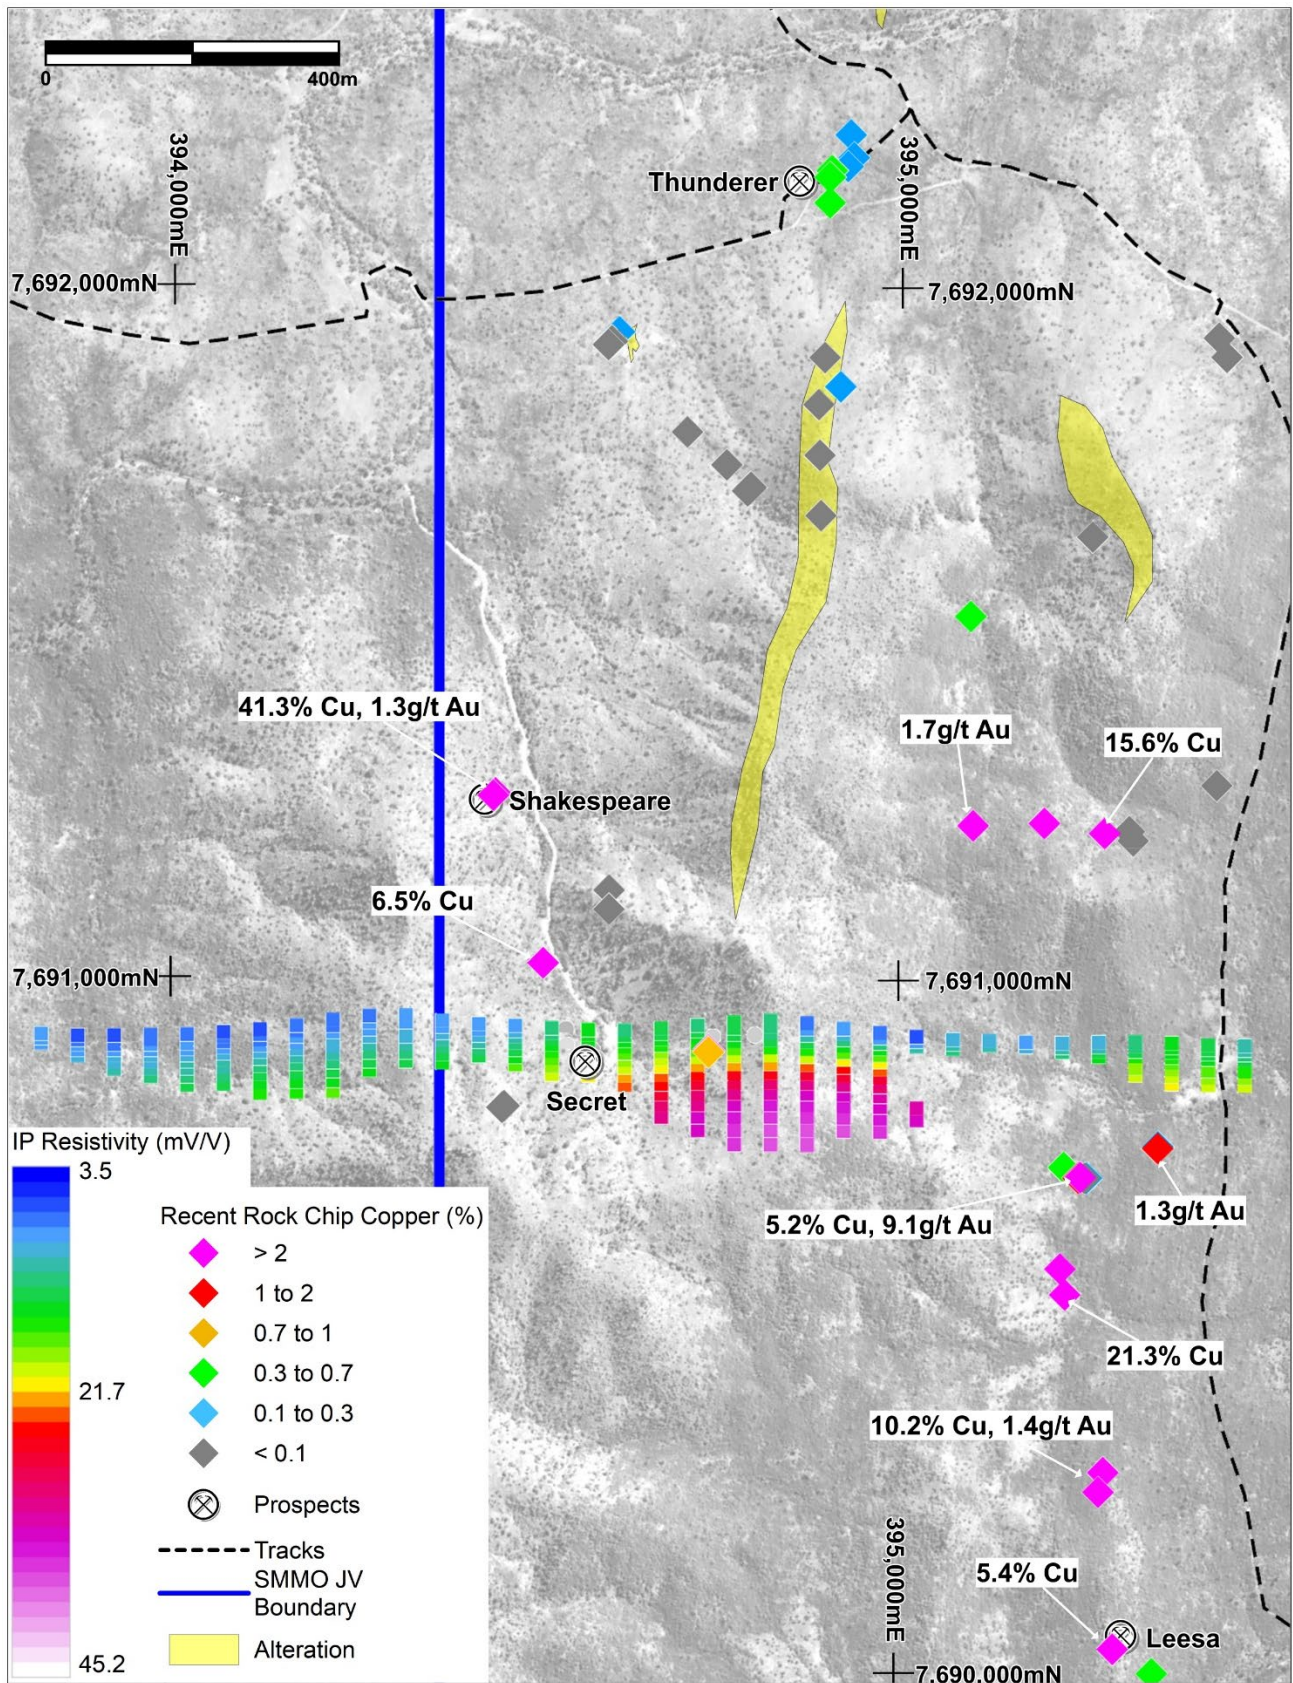 0
400m
394,000mE
Thunderer
395,000mE
7,692,000mN
7,692,000mN
41.3% Cu, 1.3g/t Au
1.7g/t Au
15.6% Cu
Shakespeare
6.5% Cu
7,691,000mN
7,691,000mN
Secret
IP Resistivity (mV/V)
3.5
21.7
45.2
Recent Rock Chip Copper (%)
> 2
1 to 2
0.7 to 1
0.3 to 0.7
0.1 to 0.3
< 0.1
Prospects
Tracks
SMMO JV
Boundary
Alteration
5.2% Cu, 9.1g/t Au
1.3g/t Au
21.3% Cu
10.2% Cu, 1.4g/t Au
395,000mE
5.4% Cu
Leesa
7,690,000mN